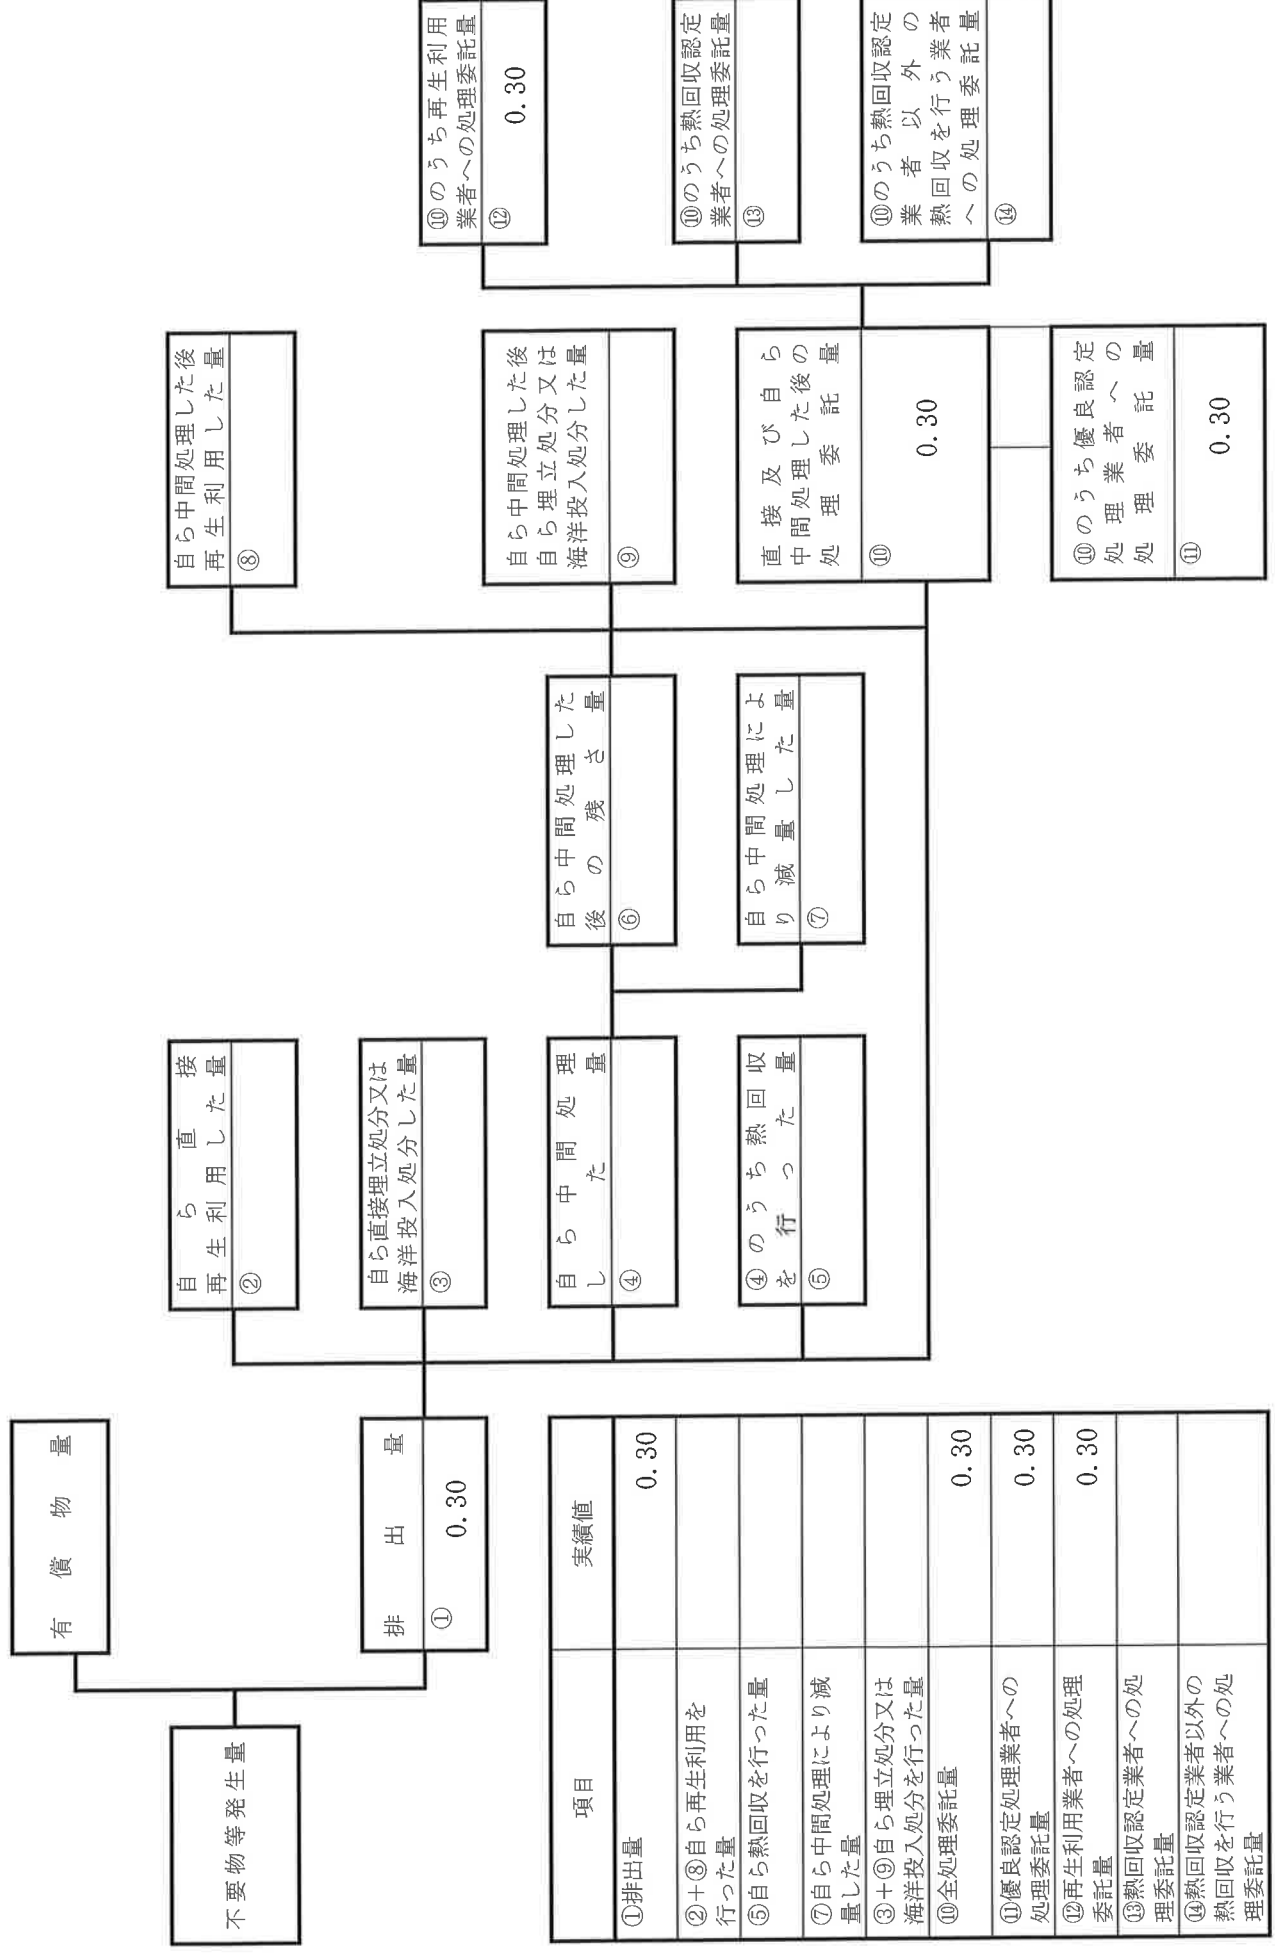 有償物量
不要物等発生量
排出量
①
0.30
自ら直接
再生利用した量
②
自ら直接埋立処分又は
海洋投入処分した量
③
自ら中間処理
した量
④
④のうち熱回収
を行った量
⑤
自ら中間処理した
後の残さ量
⑥
自ら中間処理によ
り減量した量
⑦
自ら中間処理した後
再生利用した量
⑧
自ら中間処理した後
自ら埋立処分又は
海洋投入処分した量
⑨
直接及び自ら
中間処理した後の
処理委託量
⑩
0.30
⑩のうち優良認定
処理業者への
処理委託量
⑪
0.30
⑩のうち再生利用
業者への処理委託量
⑫
0.30
⑩のうち熱回収認定
業者への処理委託量
⑬
⑩のうち熱回収認定
業者以外の
熱回収を行う業者
への処理委託量
⑭
項目 実績値
①排出量 0.30
②+⑧自ら再生利用を
行った量
⑤自ら熱回収を行った量
⑦自ら中間処理により減
量した量
③+⑨自ら埋立処分又は
海洋投入処分を行った量
⑩全処理委託量 0.30
⑪優良認定処理業者への
処理委託量 0.30
⑫再生利用業者への処理
委託量 0.30
⑬熱回収認定業者への処
理委託量
⑭熱回収認定業者以外の
熱回収を行う業者への処
理委託量